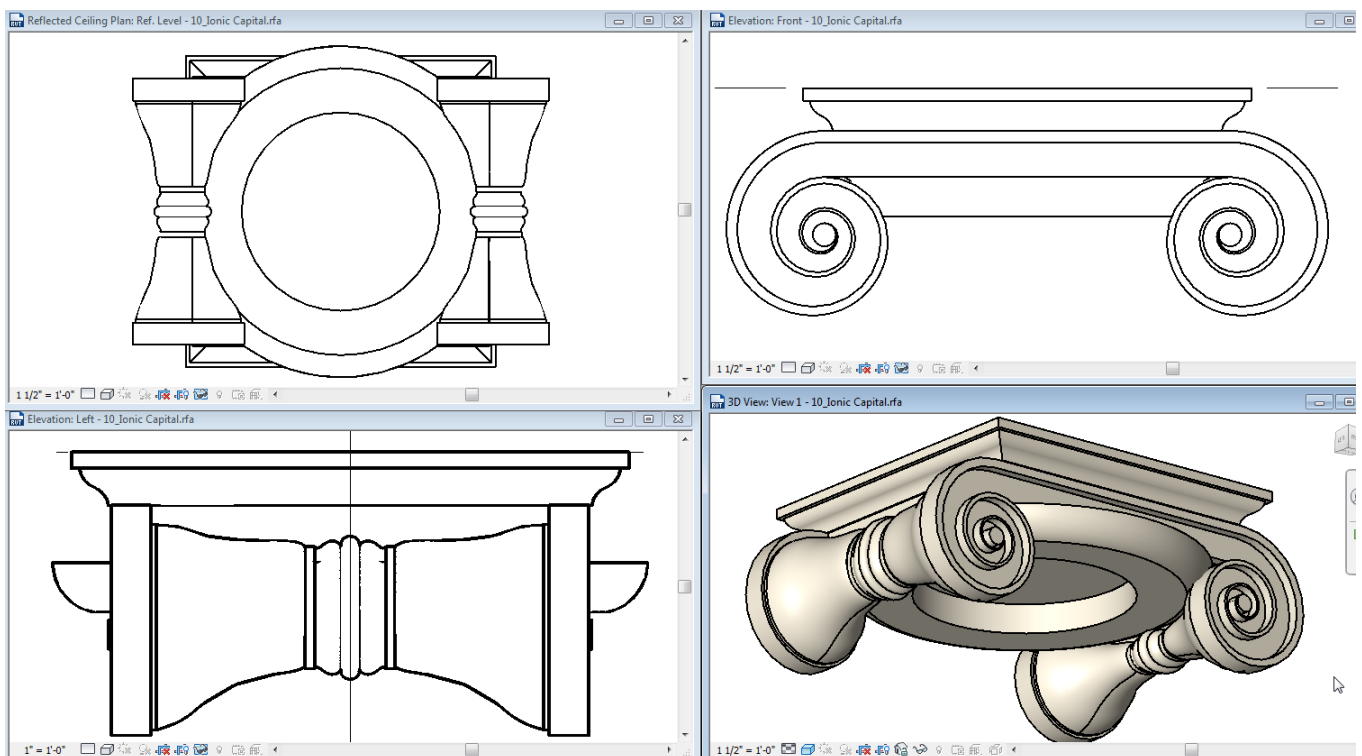 Reflected Ceiling Plan: Ref. Level - 10_Ionic Capital.rfa
1 1/2" = 1'-0"
Elevation: Front - 10_Ionic Capital.rfa
1 1/2" = 1'-0"
Elevation: Left - 10_Ionic Capital.rfa
1" = 1'-0"
3D View: View 1 - 10_Ionic Capital.rfa
1 1/2" = 1'-0"